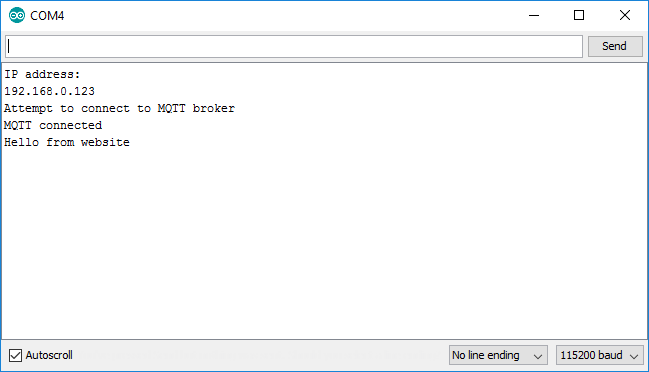 COM4
Send
IP address:
192.168.0.123
Attempt to connect to MQTT broker
MQTT connected
Hello from website
Autoscroll
No line ending
115200 baud